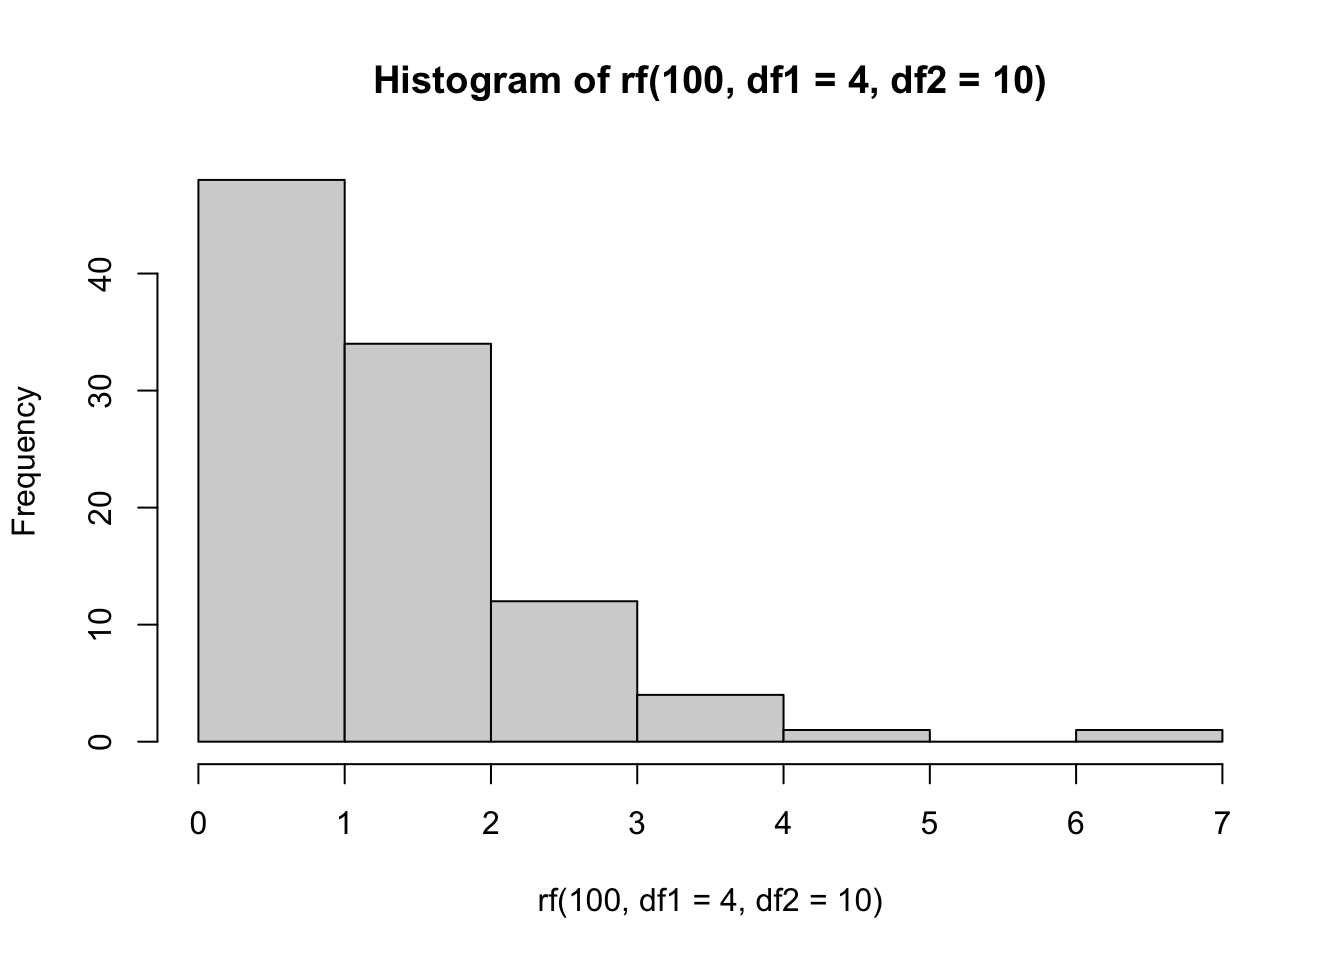 Histogram of rf(100, df1 = 4, df2 = 10)
Frequency
40
30
20
10
0
0 1 2 3 4 5 6 7
rf(100, df1 = 4, df2 = 10)